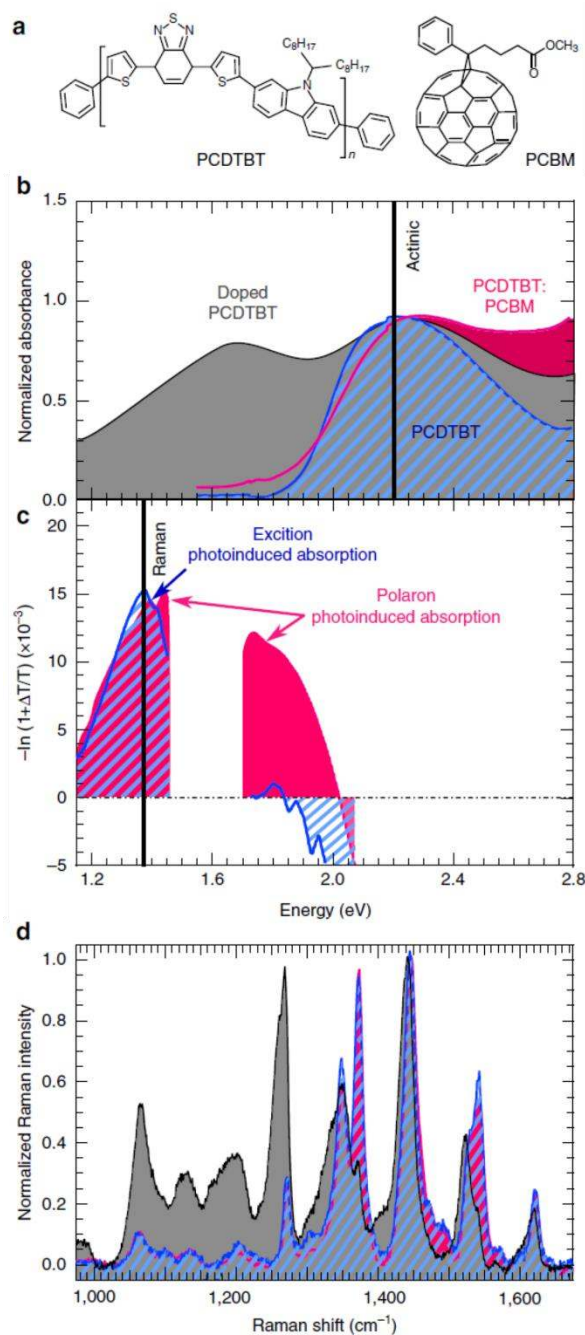 a
S
N
N
C8H17
C8H17
N
S
S
n
PCDTBT
OCH3
O
PCBM
b
1.5
1.0
0.5
0.0
Normalized absorbance
Doped
PCDTBT
Actinic
PCDTBT:
PCBM
PCDTBT
c
20
15
10
5
0
−5
–ln (1+ΔT/T) (×10−3)
Raman
Excition
photoinduced absorption
Polaron
photoinduced absorption
1.2
1.6
2.0
2.4
2.8
Energy (eV)
d
1.0
0.8
0.6
0.4
0.2
0.0
Normalized Raman intensity
1,000
1,200
1,400
1,600
Raman shift (cm−1)